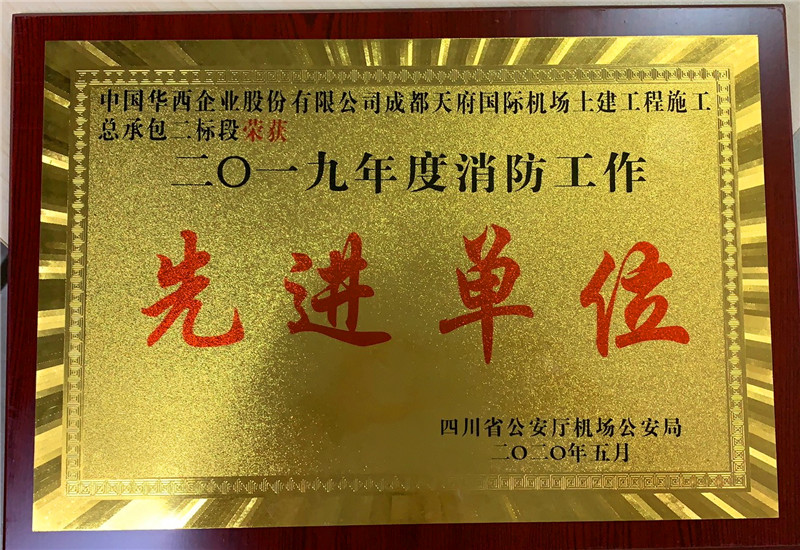 中国华西企业股份有限公司成都天府国际机场土建工程施工
总承包二标段荣获
二〇一九年度消防工作
先进单位
四川省公安厅机场公安局
二〇二〇年五月